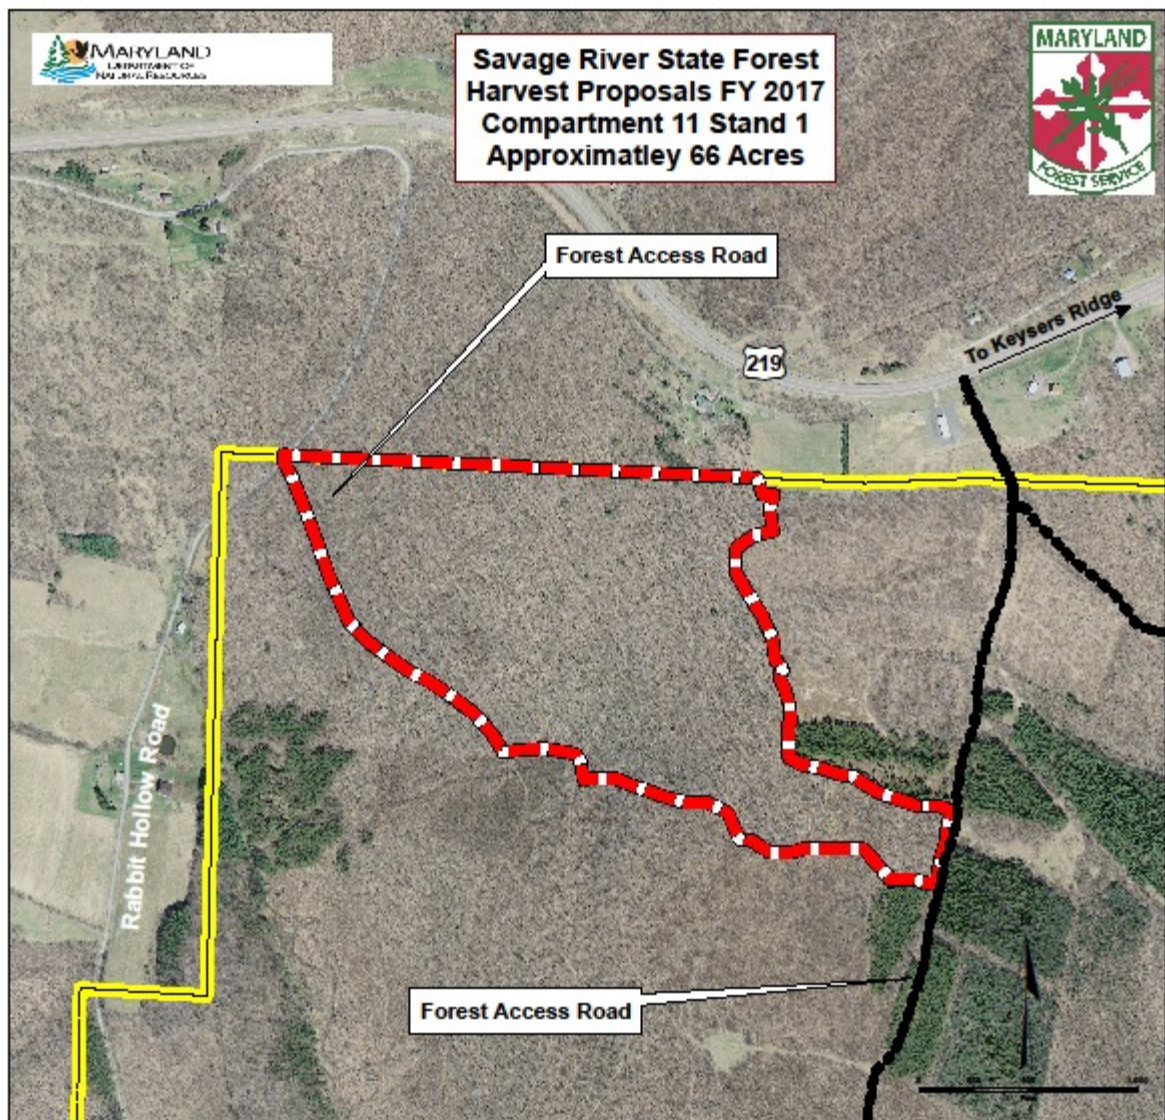 MARYLAND
DEPARTMENT OF
NATURAL RESOURCES
Savage River State Forest
Harvest Proposals FY 2017
Compartment 11 Stand 1
Approximatley 66 Acres
MARYLAND
FOREST SERVICE
Forest Access Road
To Keysers Ridge
219
Rabbit Hollow Road
Forest Access Road